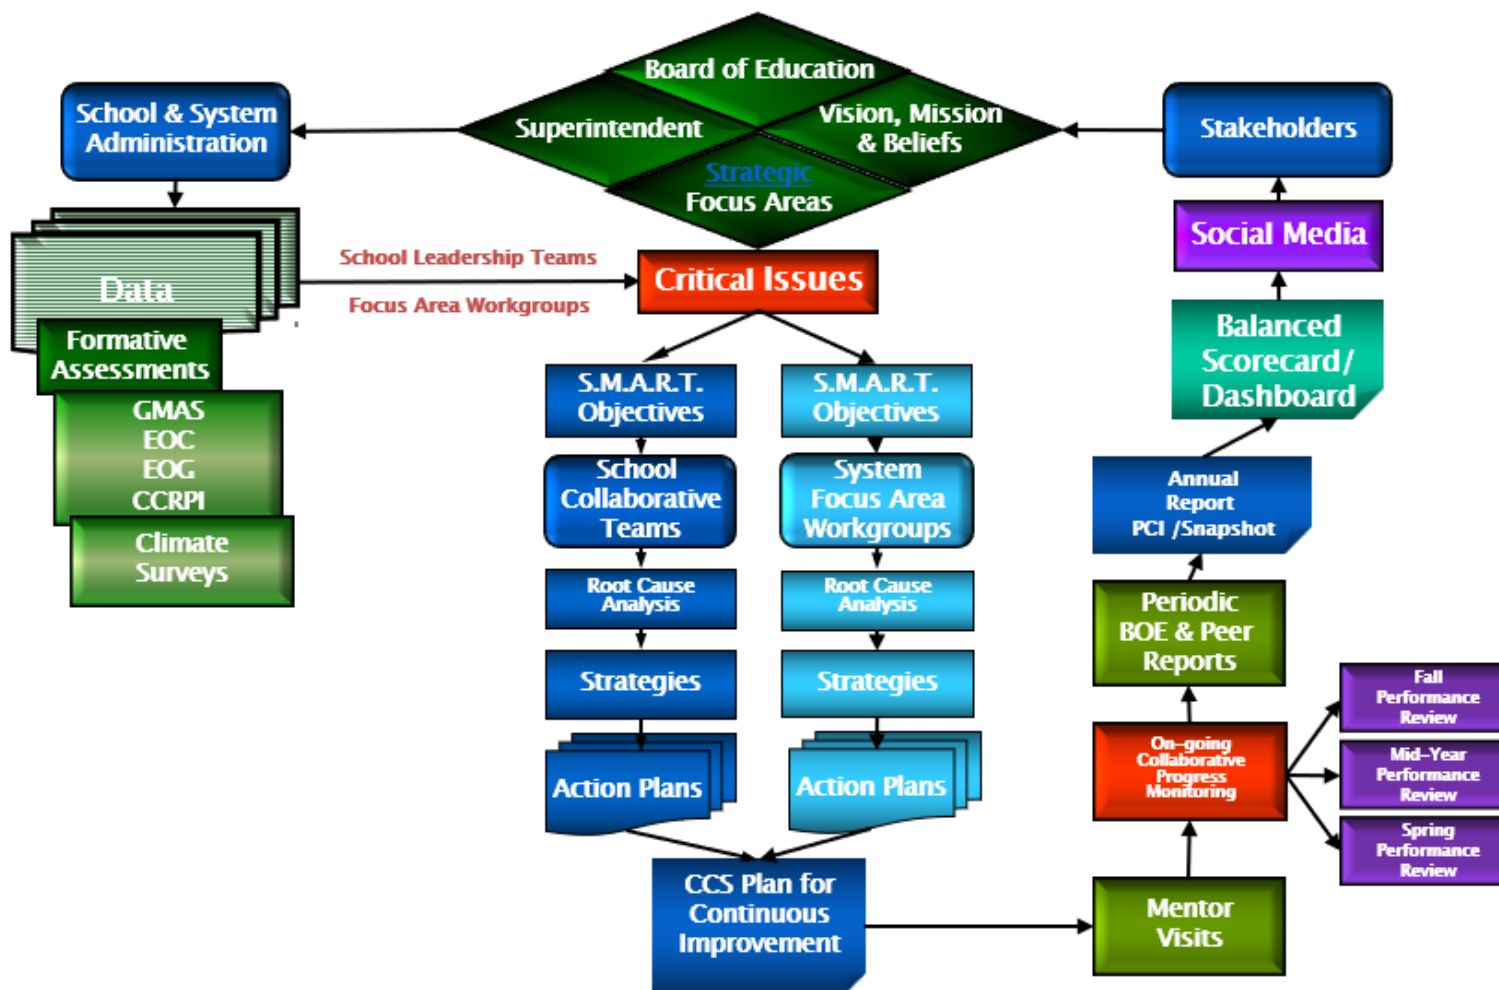 Board of Education
Superintendent
Vision, Mission
& Beliefs
Strategic
Focus Areas
School & System
Administration
Stakeholders
Data
School Leadership Teams
Focus Area Workgroups
Critical Issues
Social Media
Formative
Assessments
GMAS
EOC
EOG
CCRPI
Climate
Surveys
S.M.A.R.T.
Objectives
School
Collaborative
Teams
Root Cause
Analysis
Strategies
Action Plans
S.M.A.R.T.
Objectives
System
Focus Area
Workgroups
Root Cause
Analysis
Strategies
Action Plans
CCS Plan for
Continuous
Improvement
Balanced
Scorecard/
Dashboard
Annual
Report
PCI /Snapshot
Periodic
BOE & Peer
Reports
On-going
Collaborative
Progress
Monitoring
Mentor
Visits
Fall
Performance
Review
Mid-Year
Performance
Review
Spring
Performance
Review